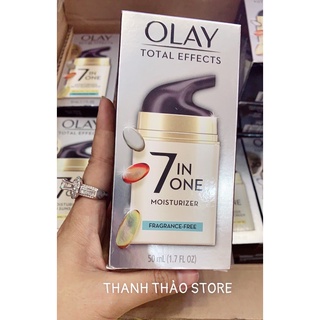 OLAY
TOTAL EFFECTS
7 IN ONE
MOISTURIZER
FRAGRANCE-FREE
50 mL (1.7 FL OZ)
THANH THẢO STORE